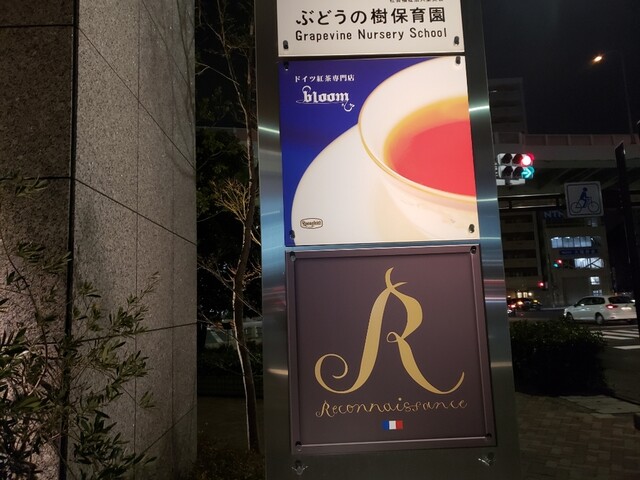 ぶどうの樹保育園
Grapevine Nursery School
ドイツ紅茶専門店
bloom
R
Reconnaissance